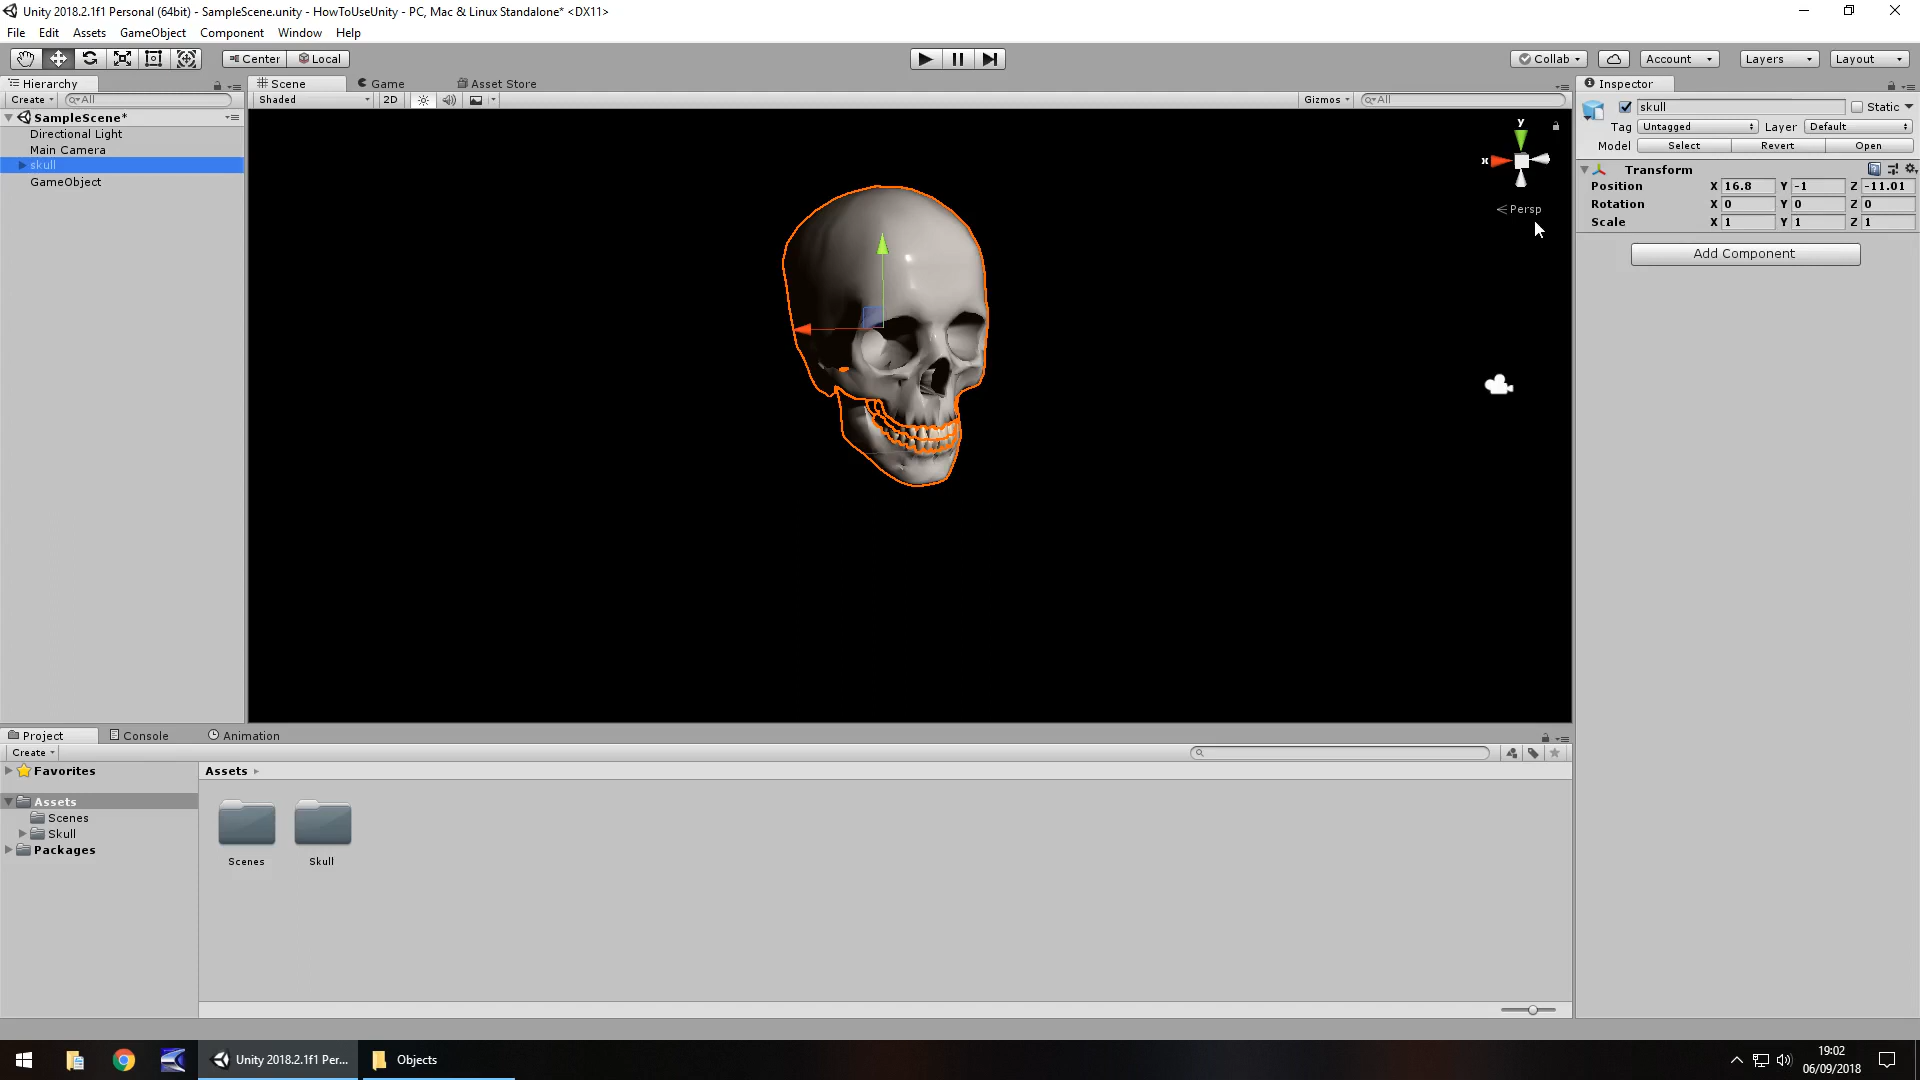 Unity 2018.2.1f1 Personal (64bit) - SampleScene.unity - HowToUseUnity - PC, Mac & Linux Standalone* <DX11>
File Edit Assets GameObject Component Window Help
Center Local Collab Account Layers Layout
Hierarchy Scene Game Asset Store Inspector
Create All Shaded 2D Gizmos All
skull Static
SampleScene*
Directional Light
Main Camera
skull
GameObject
y
x
Persp
Tag Untagged Layer Default
Model Select Revert Open
Transform
Position X 16.8 Y -1 Z -11.01
Rotation X 0 Y 0 Z 0
Scale X 1 Y 1 Z 1
Add Component
Project Console Animation
Create
Favorites
Assets
Scenes
Skull
Packages
Assets
Scenes Skull
Unity 2018.2.1f1 Per... Objects
19:02
06/09/2018